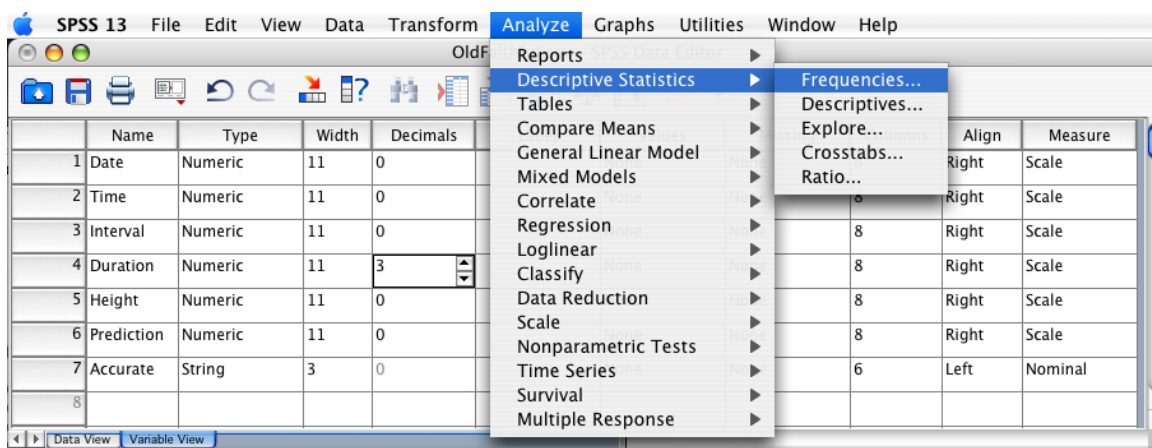 SPSS 13 File Edit View Data Transform Analyze Graphs Utilities Window Help
OldF SPSS Data Editor
Reports
Descriptive Statistics
Tables
Compare Means
General Linear Model
Mixed Models
Correlate
Regression
Loglinear
Classify
Data Reduction
Scale
Nonparametric Tests
Time Series
Survival
Multiple Response
Frequencies...
Descriptives...
Explore...
Crosstabs...
Ratio...
Name Type Width Decimals Align Measure
1 Date Numeric 11 0 Right Scale
2 Time Numeric 11 0 None 8 Right Scale
3 Interval Numeric 11 0 None 8 Right Scale
4 Duration Numeric 11 3 None 8 Right Scale
5 Height Numeric 11 0 8 Right Scale
6 Prediction Numeric 11 0 None 8 Right Scale
7 Accurate String 3 0 6 Left Nominal
8
Data View Variable View